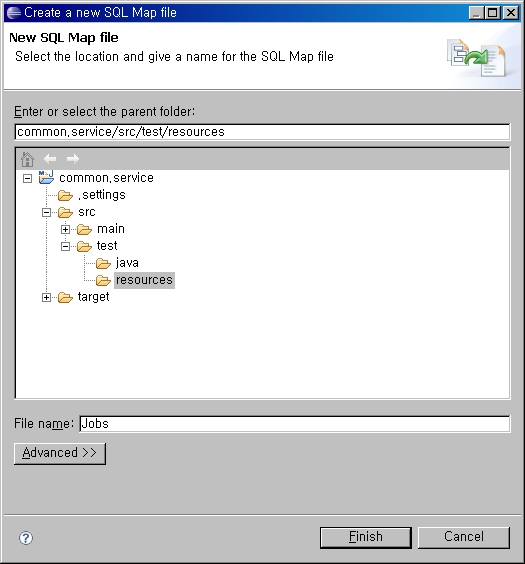 Create a new SQL Map file
New SQL Map file
Select the location and give a name for the SQL Map file
Enter or select the parent folder:
common.service/src/test/resources
common.service
.settings
src
main
test
java
resources
target
File name: Jobs
Advanced >>
Finish Cancel